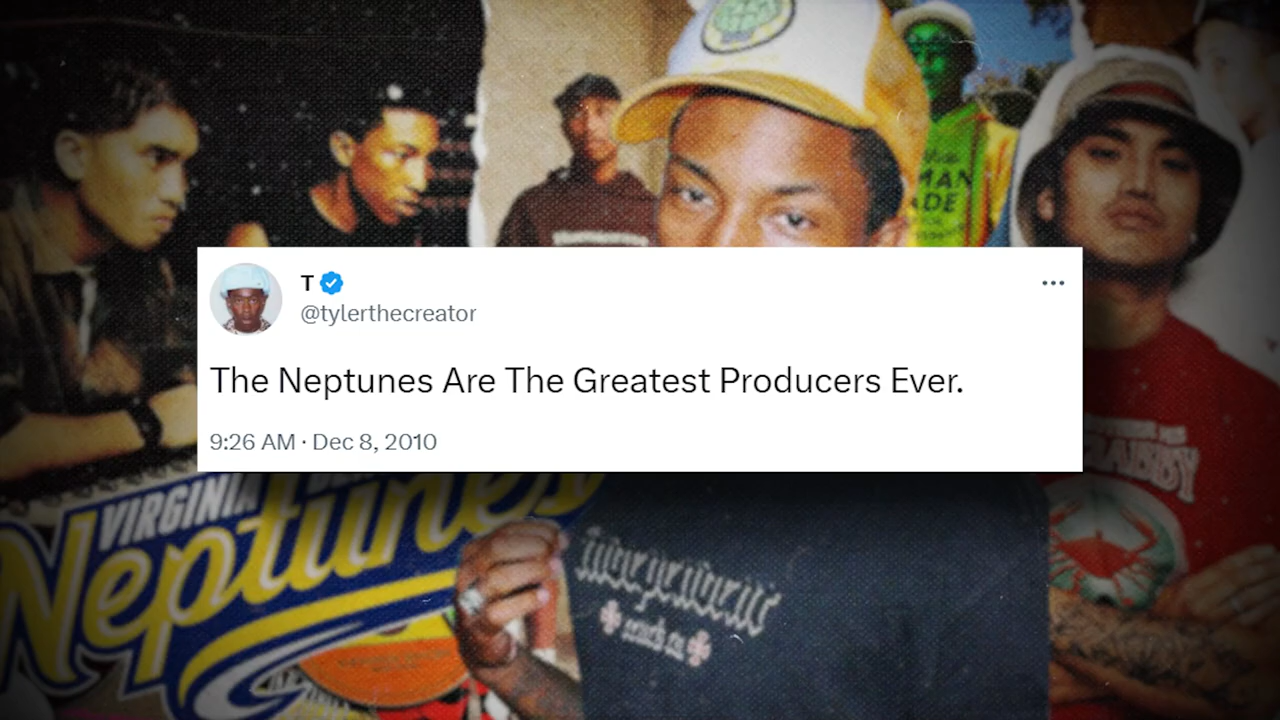 MAN
ADE
T
@tylerthecreator
The Neptunes Are The Greatest Producers Ever.
9:26 AM · Dec 8, 2010
VIRGINIA
Neptunes